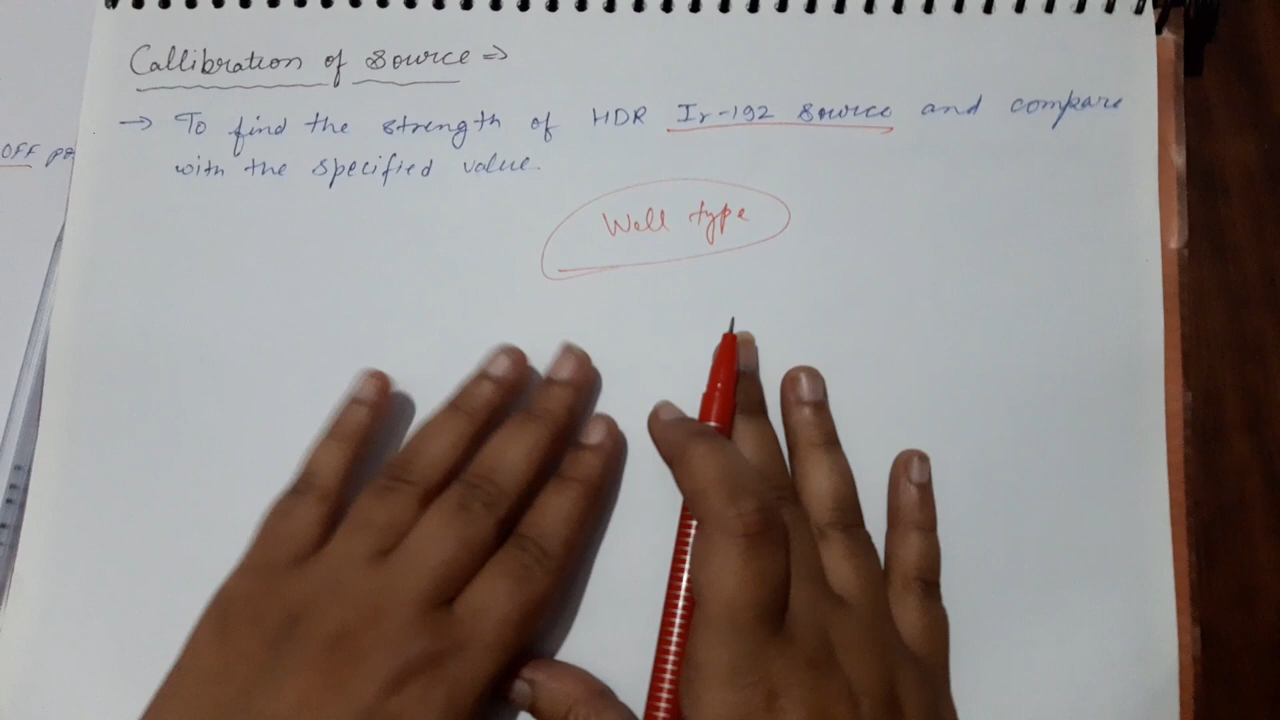 Callibration of source ⇒
→ To find the strength of HDR Ir-192 source and compare
with the specified value.
Well type
OFF